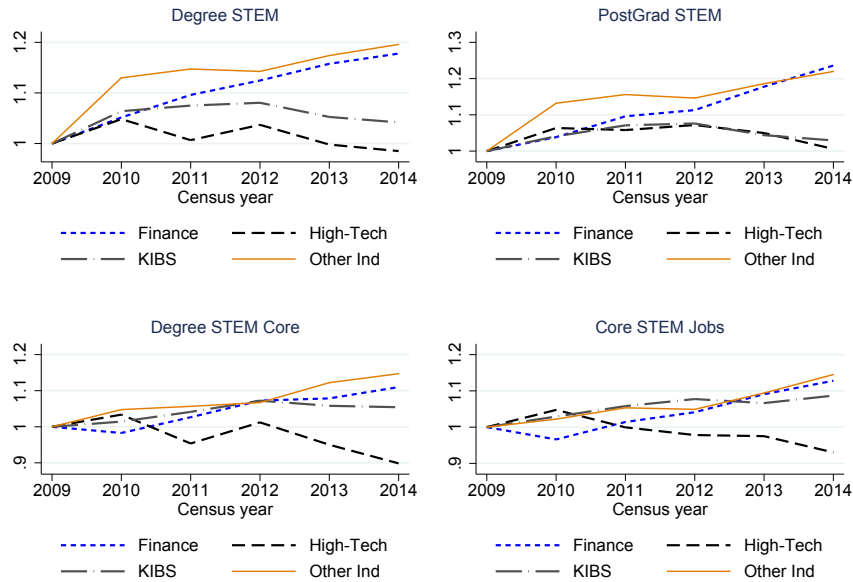 Degree STEM
1.2
1.1
1
2009 2010 2011 2012 2013 2014
Census year
Finance High-Tech
KIBS Other Ind
PostGrad STEM
1.3
1.2
1.1
1
2009 2010 2011 2012 2013 2014
Census year
Finance High-Tech
KIBS Other Ind
Degree STEM Core
1.2
1.1
1
.9
2009 2010 2011 2012 2013 2014
Census year
Finance High-Tech
KIBS Other Ind
Core STEM Jobs
1.2
1.1
1
.9
2009 2010 2011 2012 2013 2014
Census year
Finance High-Tech
KIBS Other Ind